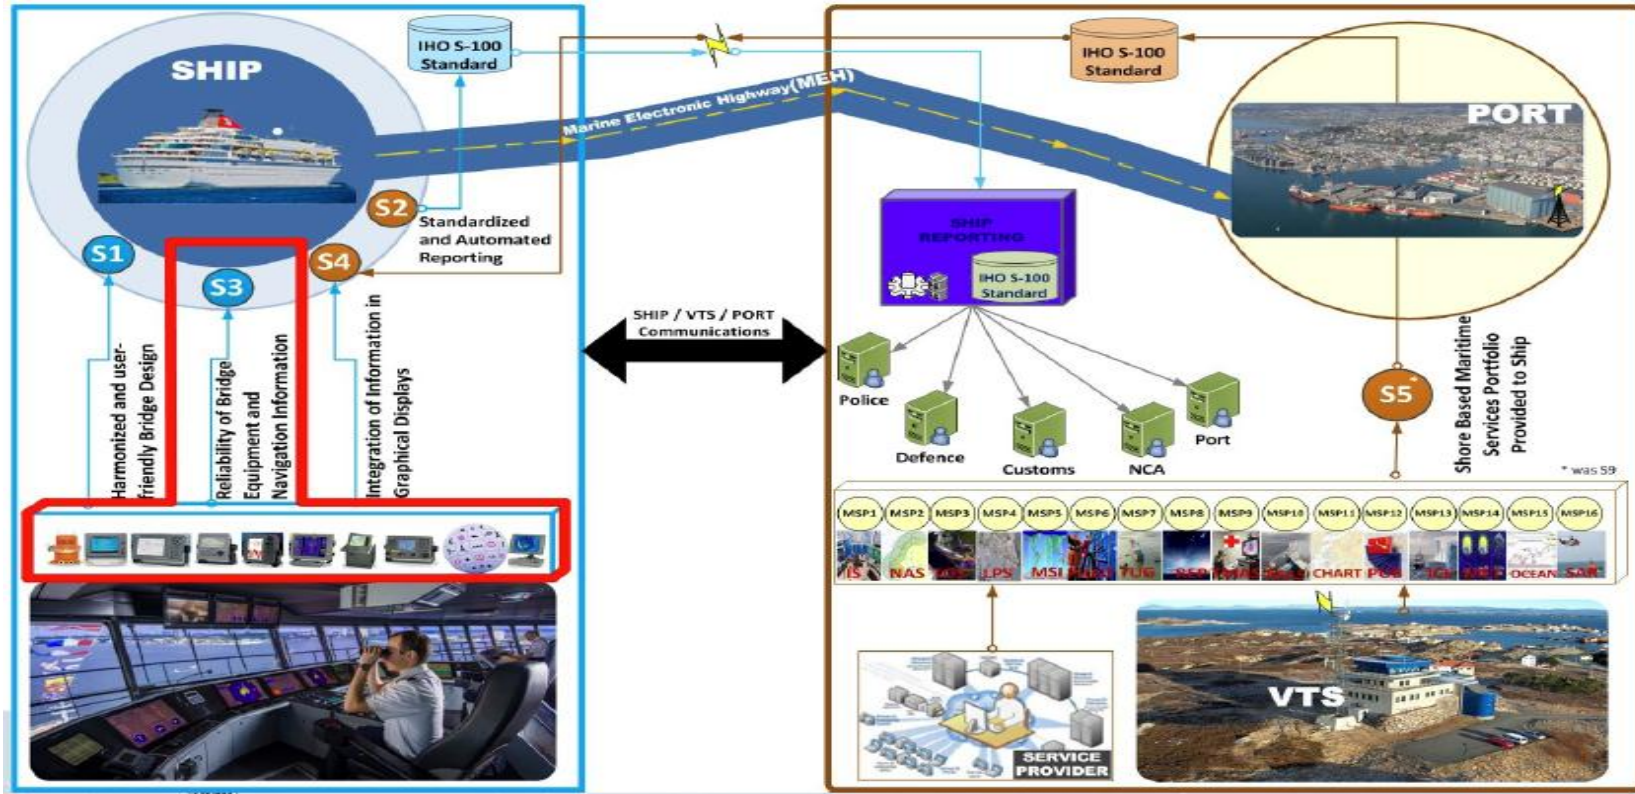 SHIP
IHO S-100
Standard
Marine Electronic Highway(MEH)
IHO S-100
Standard
PORT
S2
Standardized
and Automated
Reporting
S1
S3
S4
SHIP
REPORTING
IHO S-100
Standard
Harmonized and user-
friendly Bridge Design
Reliability of Bridge
Equipment and
Navigation Information
Integration of Information in
Graphical Displays
SHIP / VTS / PORT
Communications
Police
Defence
Customs
NCA
Port
S5*
Shore Based Maritime
Services Portfolio
Provided to Ship
* was S9
MSP1 MSP2 MSP3 MSP4 MSP5 MSP6 MSP7 MSP8 MSP9 MSP10 MSP11 MSP12 MSP13 MSP14 MSP15 MSP16
IS NAS LPS MSI TUG CHART ICE OCEAN SAR
VTS
SERVICE
PROVIDER